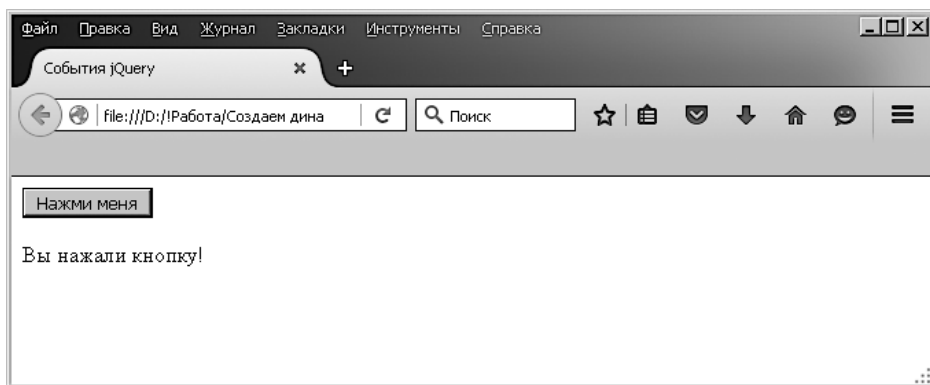 Файл Правка Вид Журнал Закладки Инструменты Справка
События jQuery
file:///D:/!Работа/Создаем дина
Поиск
Нажми меня
Вы нажали кнопку!